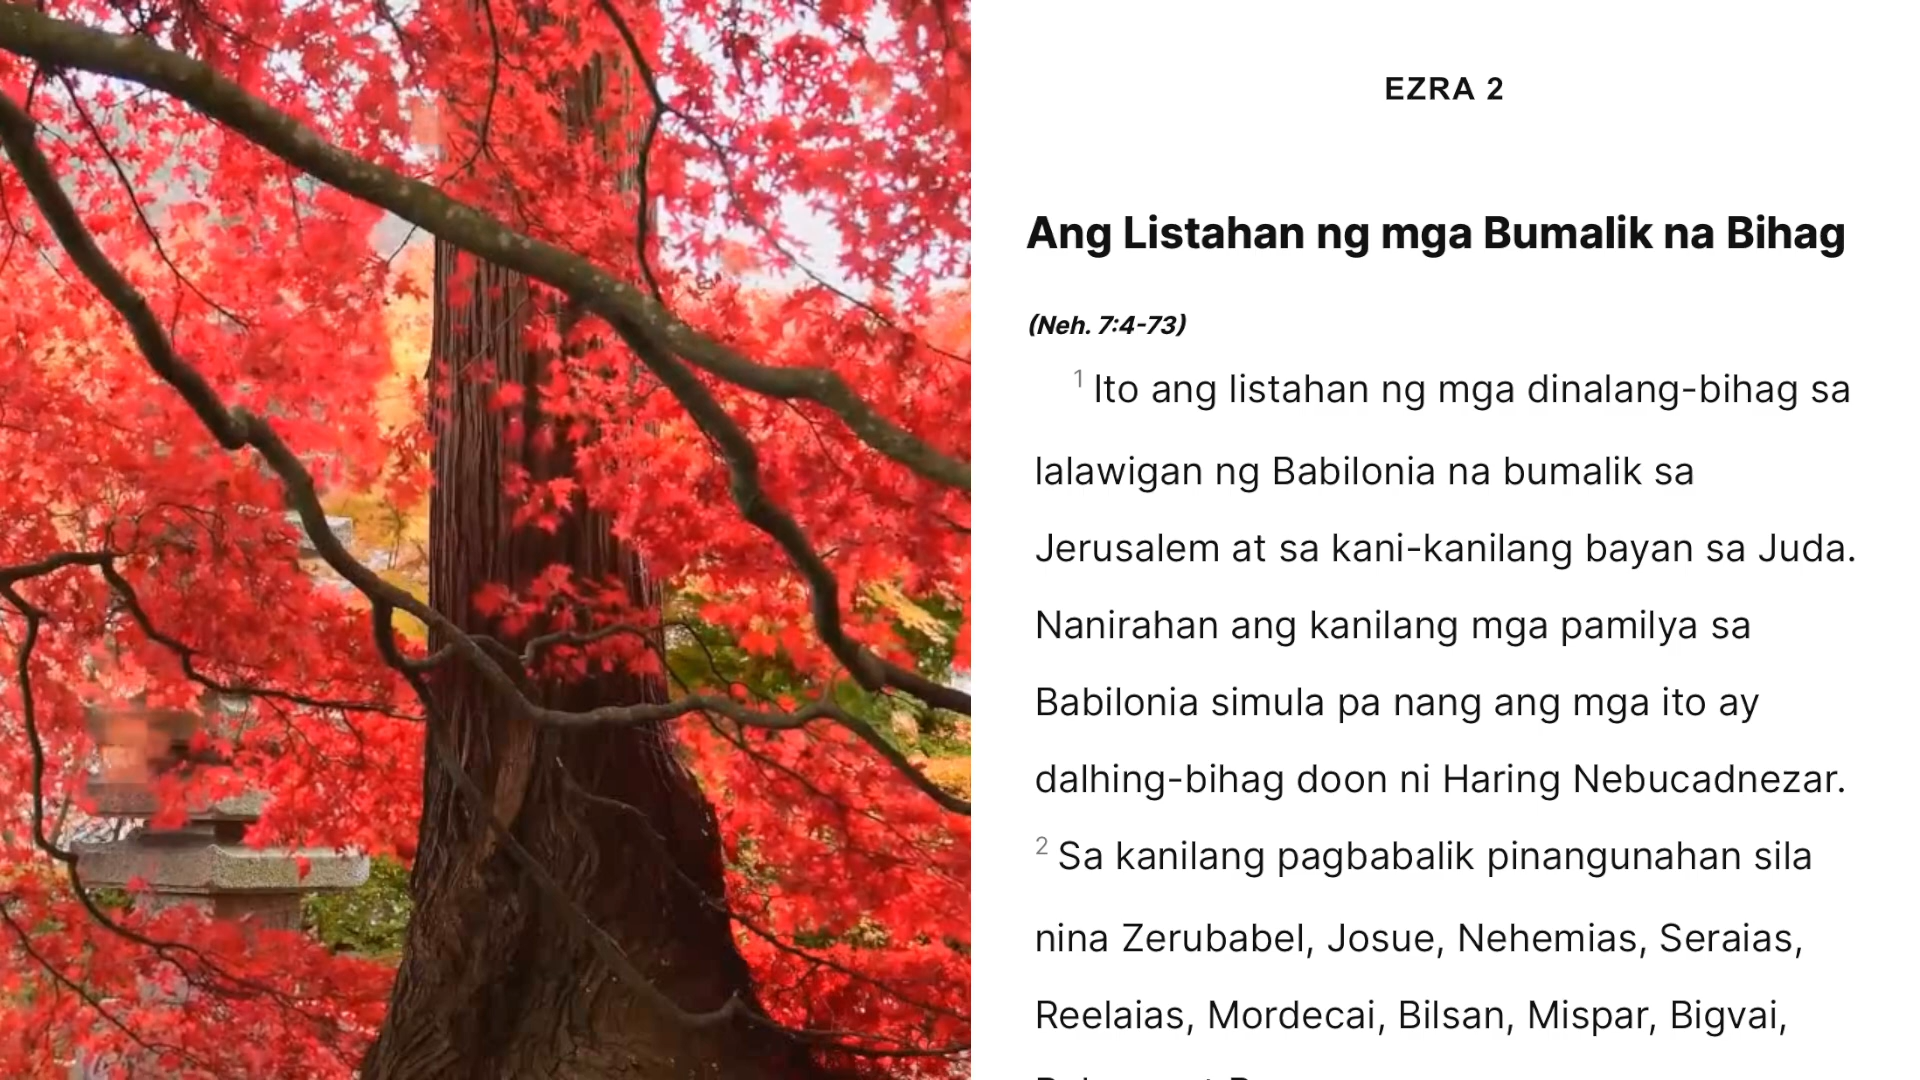 EZRA 2
Ang Listahan ng mga Bumalik na Bihag
(Neh. 7:4-73)
1 Ito ang listahan ng mga dinalang-bihag sa
lalawigan ng Babilonia na bumalik sa
Jerusalem at sa kani-kanilang bayan sa Juda.
Nanirahan ang kanilang mga pamilya sa
Babilonia simula pa nang ang mga ito ay
dalhing-bihag doon ni Haring Nebucadnezar.
2 Sa kanilang pagbabalik pinangunahan sila
nina Zerubabel, Josue, Nehemias, Seraias,
Reelaias, Mordecai, Bilsan, Mispar, Bigvai,